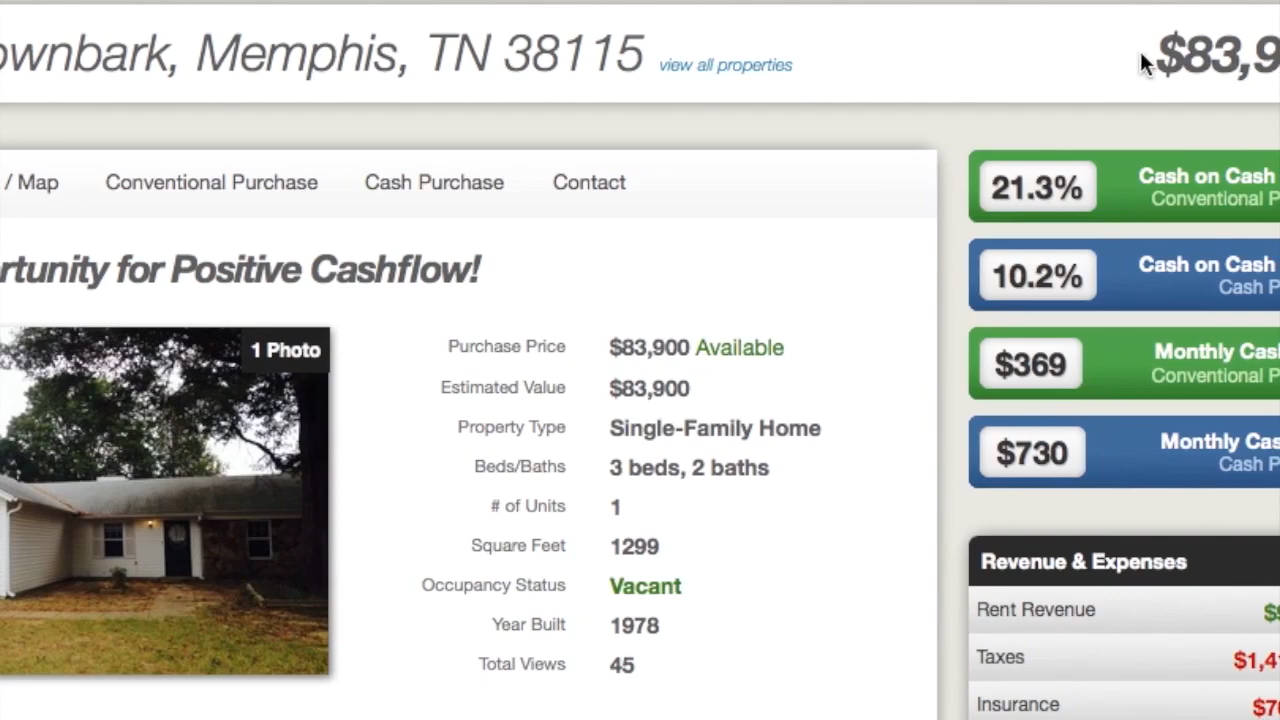 Memphis, TN 38115 view all properties
/ Map Conventional Purchase Cash Purchase Contact
for Positive Cashflow!
1 Photo
Purchase Price $83,900 Available
Estimated Value $83,900
Property Type Single-Family Home
Beds/Baths 3 beds, 2 baths
# of Units 1
Square Feet 1299
Occupancy Status Vacant
Year Built 1978
Total Views 45
$83,9
21.3% Cash on Cash
Conventional P
10.2% Cash on Cash
Cash P
$369 Monthly Cas
Conventional P
$730 Monthly Cas
Cash P
Revenue & Expenses
Rent Revenue
Taxes $1,4
Insurance $7